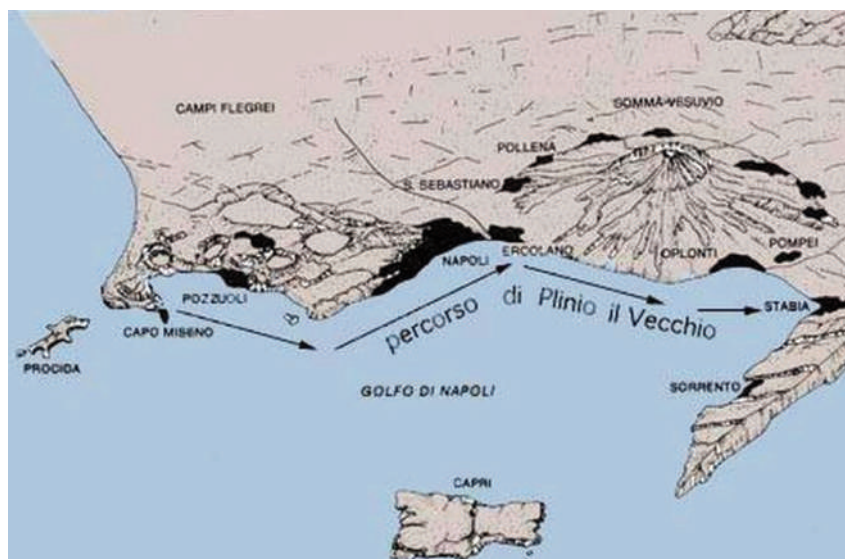 CAMPI FLEGREI
SOMMA-VESUVIO
POLLENA
S. SEBASTIANO
ERCOLANO
OPLONTI
POMPEI
NAPOLI
POZZUOLI
STABIA
CAPO MISENO
PROCIDA
percorso di Plinio il Vecchio
SORRENTO
GOLFO DI NAPOLI
CAPRI